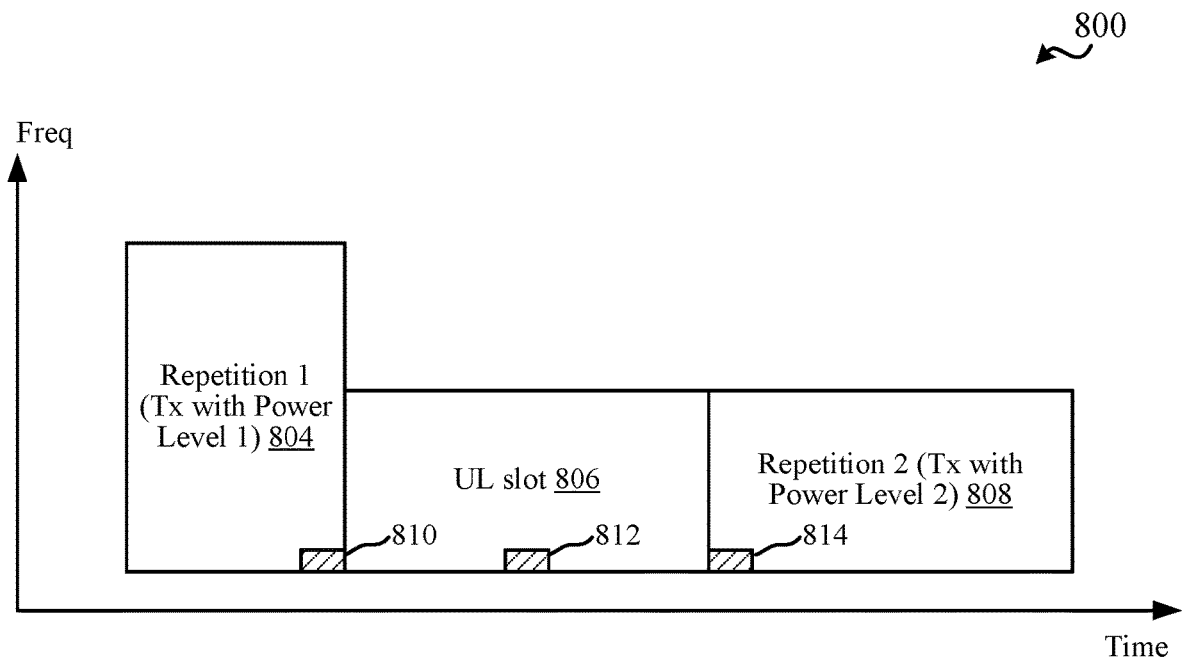 800
Freq
Repetition 1
(Tx with Power
Level 1) 804
UL slot 806
Repetition 2 (Tx with
Power Level 2) 808
810
812
814
Time